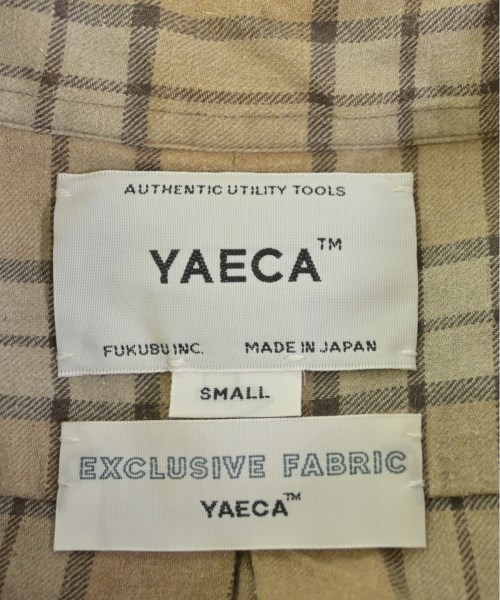 AUTHENTIC UTILITY TOOLS
YAECA™
FUKUBU INC. MADE IN JAPAN
SMALL
EXCLUSIVE FABRIC
YAECA™